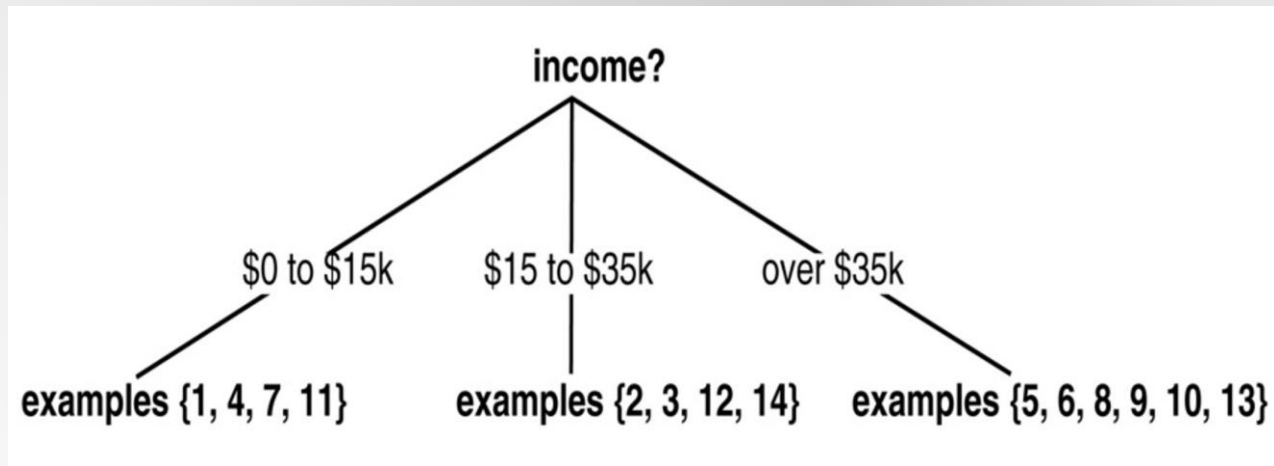 income?
$0 to $15k $15 to $35k over $35k
examples {1, 4, 7, 11} examples {2, 3, 12, 14} examples {5, 6, 8, 9, 10, 13}